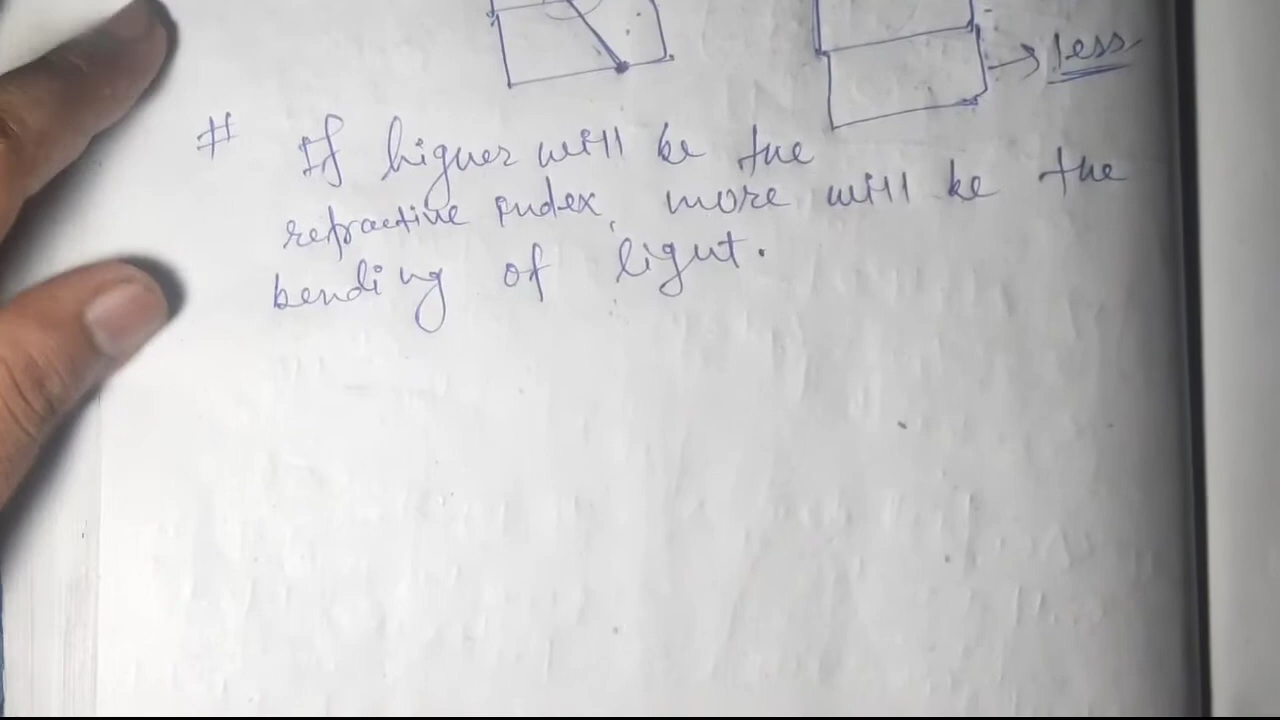 less
# If higher will be the
refractive index, more will be the
bending of light.